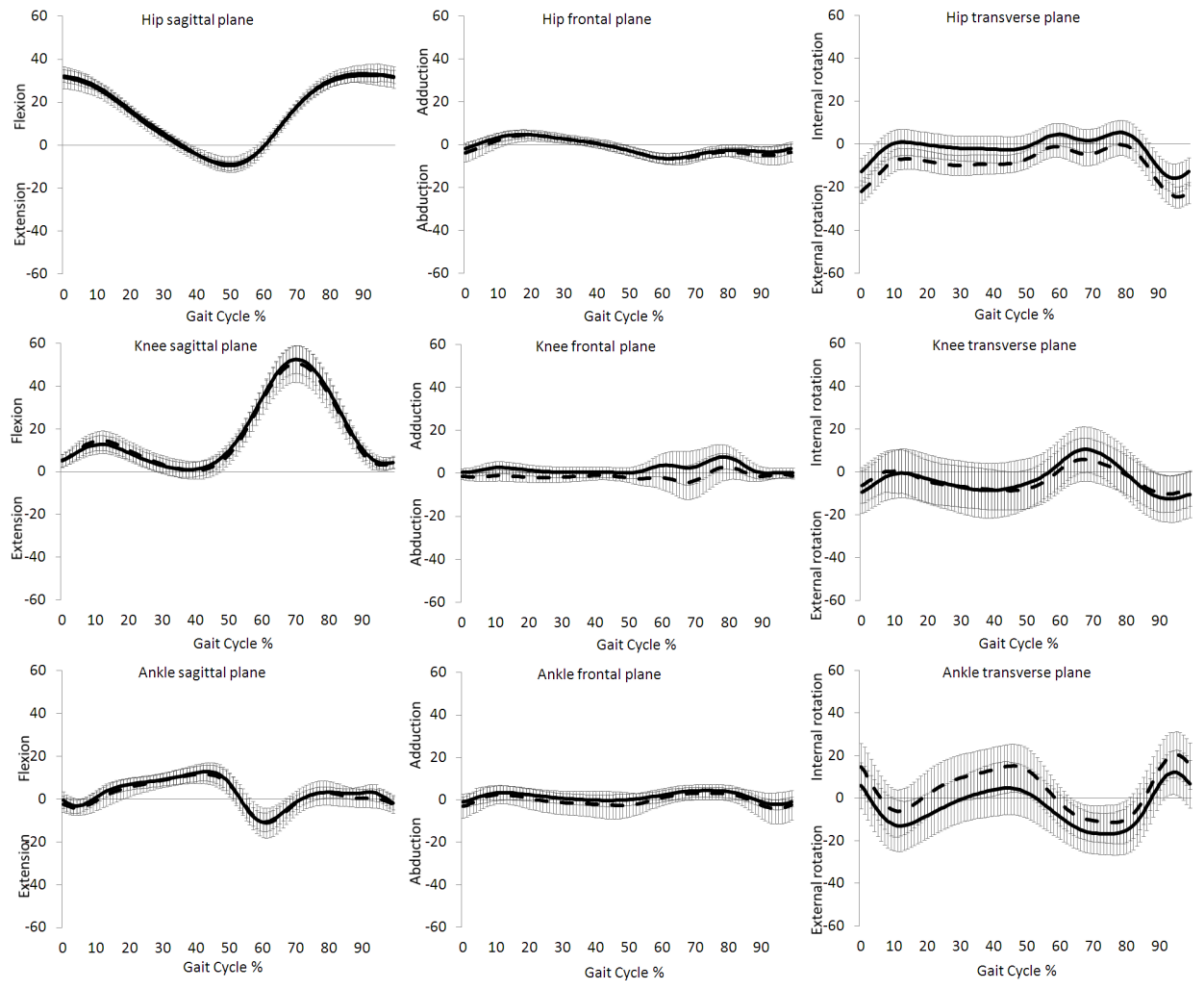 Hip sagittal plane
60
40
20
0
-20
-40
-60
Flexion
Extension
0 10 20 30 40 50 60 70 80 90
Gait Cycle %
Hip frontal plane
60
40
20
0
-20
-40
-60
Adduction
Abduction
0 10 20 30 40 50 60 70 80 90
Gait Cycle %
Hip transverse plane
60
40
20
0
-20
-40
-60
Internal rotation
External rotation
0 10 20 30 40 50 60 70 80 90
Gait Cycle %
Knee sagittal plane
60
40
20
0
-20
-40
-60
Flexion
Extension
0 10 20 30 40 50 60 70 80 90
Gait Cycle %
Knee frontal plane
60
40
20
0
-20
-40
-60
Adduction
Abduction
0 10 20 30 40 50 60 70 80 90
Gait Cycle %
Knee transverse plane
60
40
20
0
-20
-40
-60
Internal rotation
External rotation
0 10 20 30 40 50 60 70 80 90
Gait Cycle %
Ankle sagittal plane
60
40
20
0
-20
-40
-60
Flexion
Extension
0 10 20 30 40 50 60 70 80 90
Gait Cycle %
Ankle frontal plane
60
40
20
0
-20
-40
-60
Adduction
Abduction
0 10 20 30 40 50 60 70 80 90
Gait Cycle %
Ankle transverse plane
60
40
20
0
-20
-40
-60
Internal rotation
External rotation
0 10 20 30 40 50 60 70 80 90
Gait Cycle %